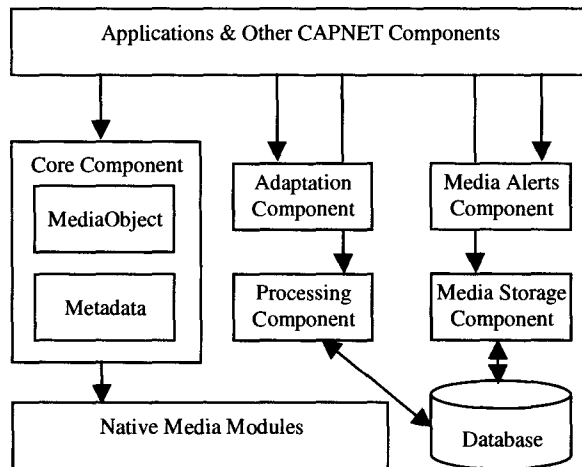 Applications & Other CAPNET Components
Core Component
MediaObject
Metadata
Adaptation
Component
Media Alerts
Component
Processing
Component
Media Storage
Component
Native Media Modules
Database